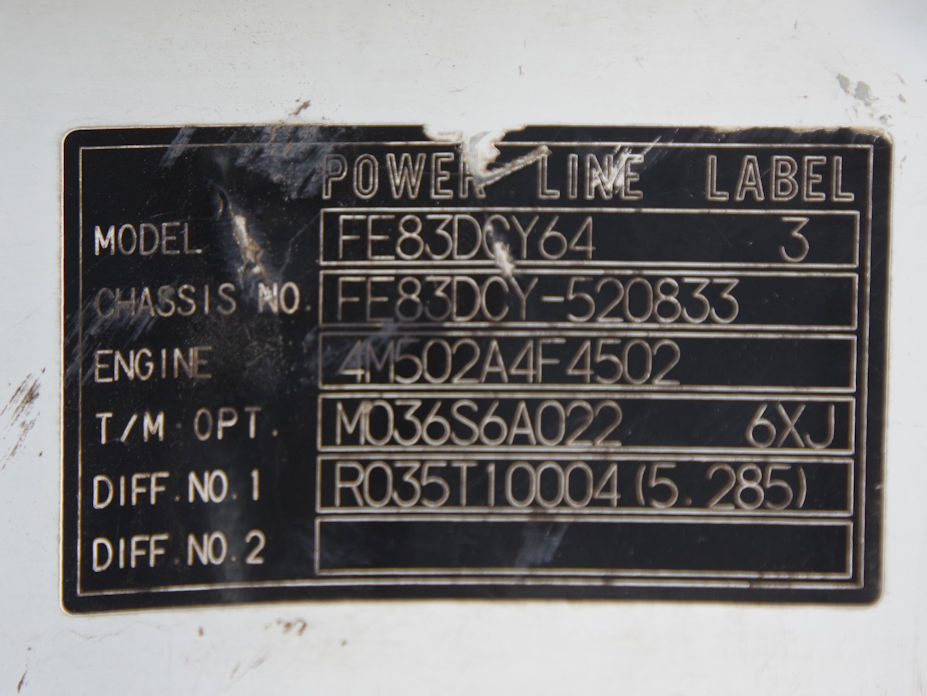 POWER LINE LABEL
MODEL FE83DCY64 3
CHASSIS NO. FE83DCY-520833
ENGINE 4M502A4F4502
T/M OPT. M036S6A022 6XJ
DIFF.NO.1 R035T10004(5.285)
DIFF.NO.2